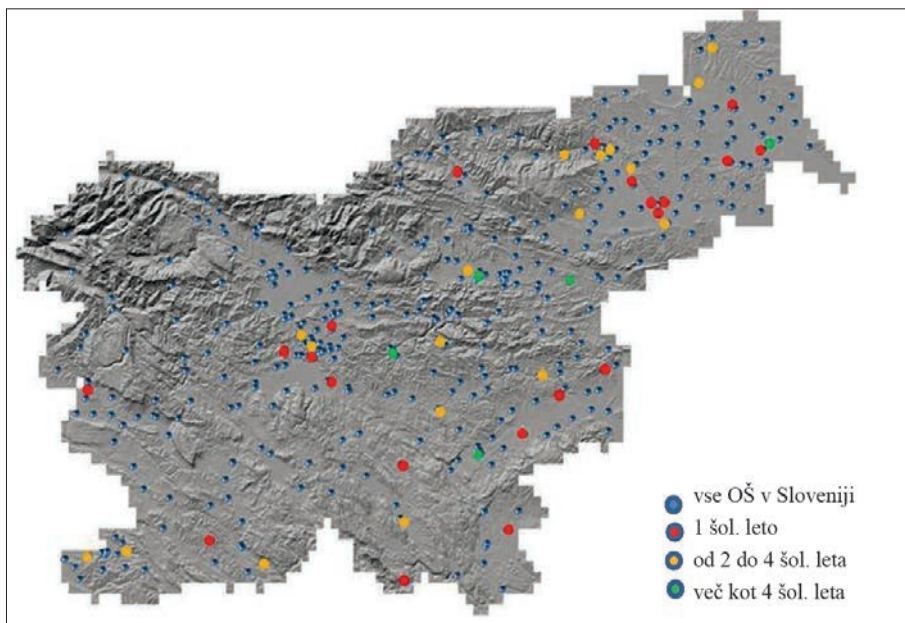 vse OŠ v Sloveniji
1 šol. leto
od 2 do 4 šol. leta
več kot 4 šol. leta